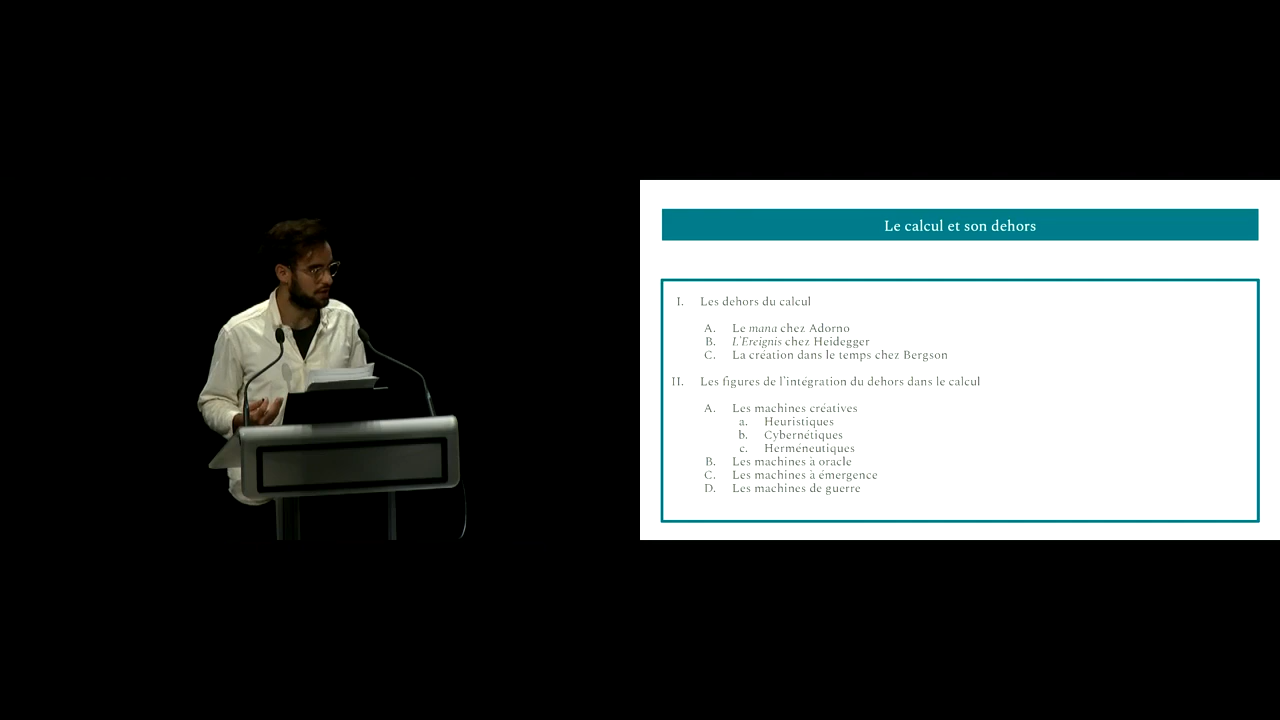 Le calcul et son dehors
I. Les dehors du calcul
A. Le mana chez Adorno
B. L'Ereignis chez Heidegger
C. La création dans le temps chez Bergson
II. Les figures de l'intégration du dehors dans le calcul
A. Les machines créatives
a. Heuristiques
b. Cybernétiques
c. Herméneutiques
B. Les machines à oracle
C. Les machines à émergence
D. Les machines de guerre